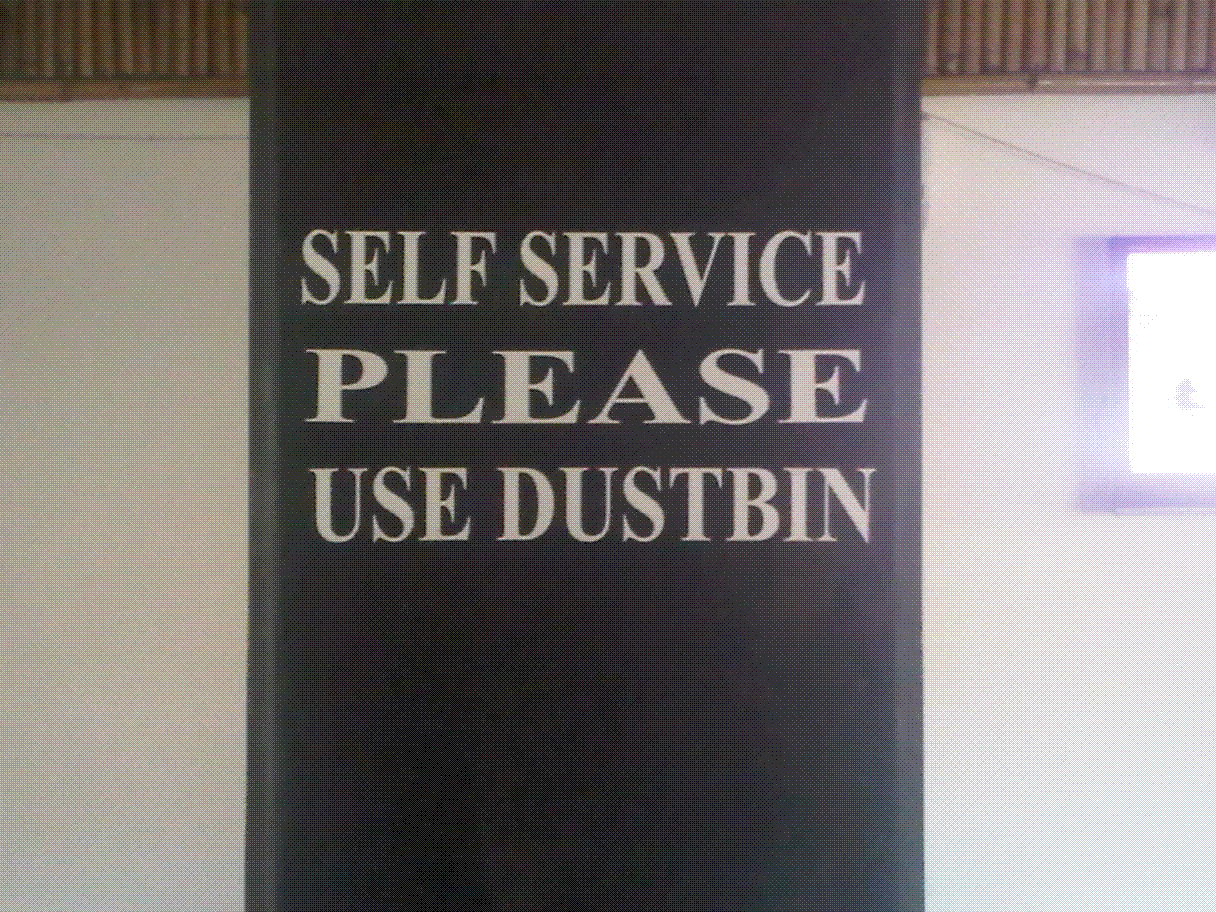 SELF SERVICE
PLEASE
USE DUSTBIN